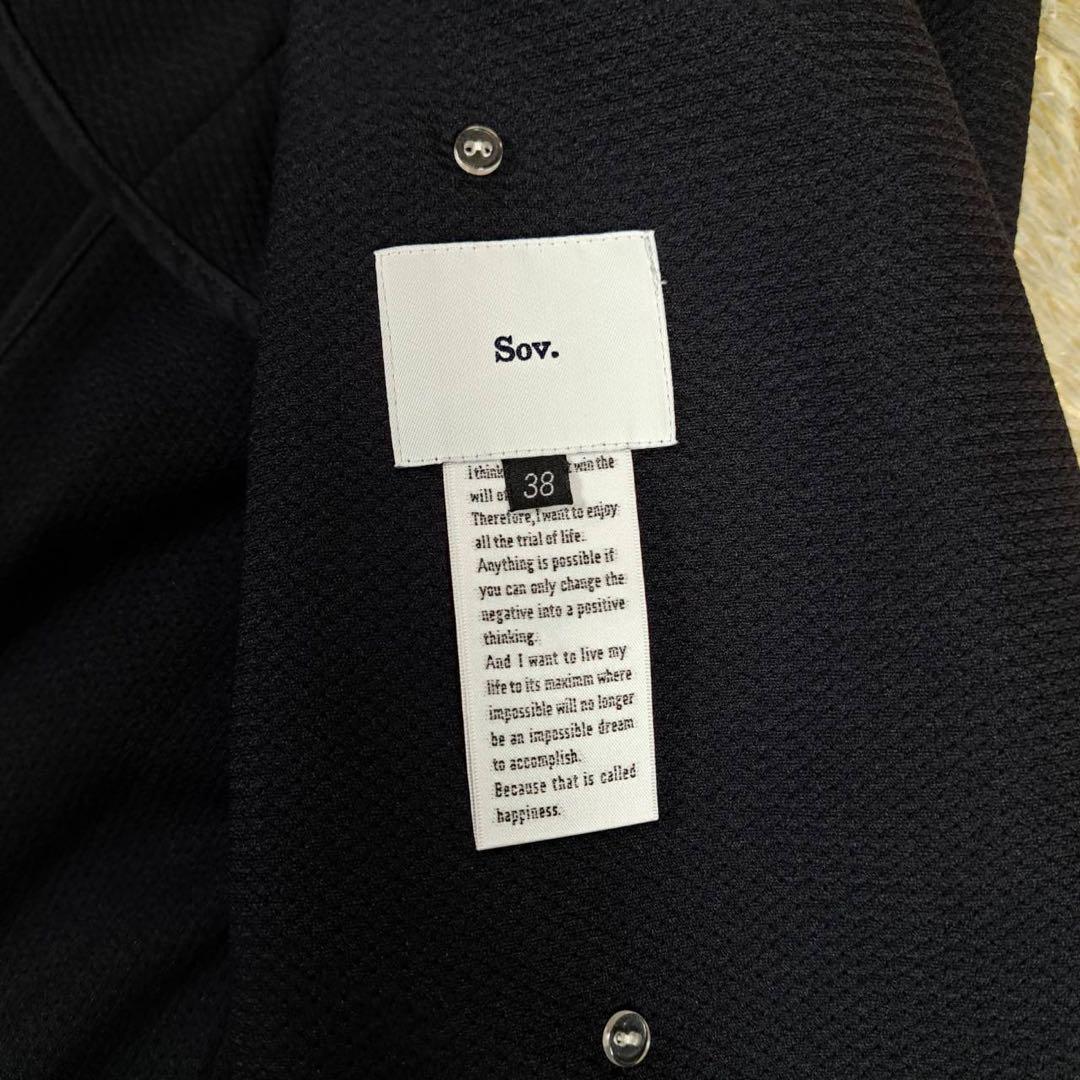 Sov.
38
I think win the
will
Therefore, I want to enjoy
all the trial of life.
Anything is possible if
you can only change the
negative into a positive
thinking.
And I want to live my
life to its maximm where
impossible will no longer
be an impossible dream
to accomplish.
Because that is called
happiness.